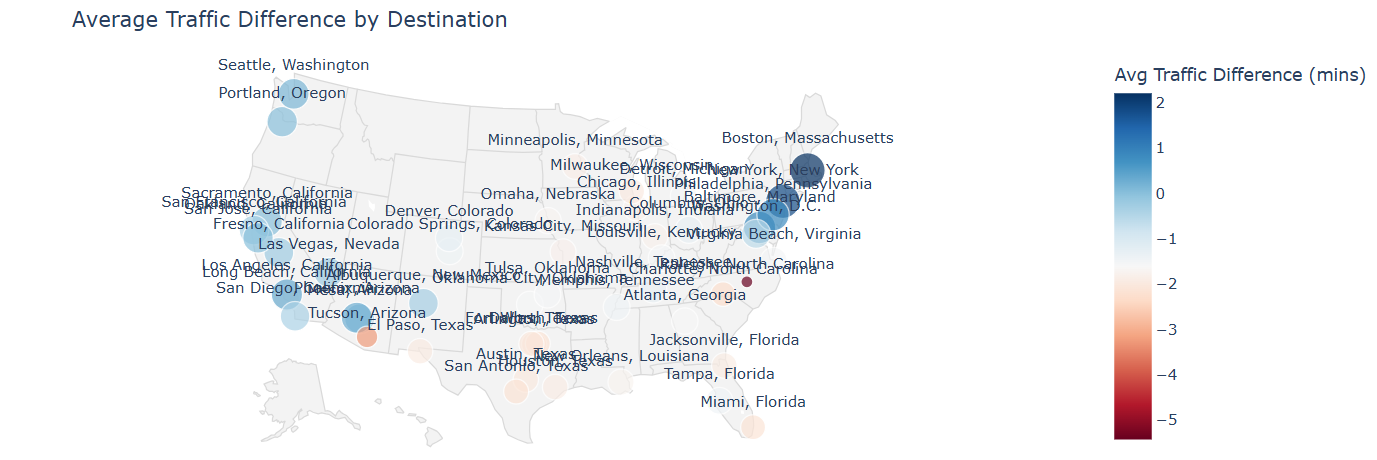 Average Traffic Difference by Destination
Seattle, Washington
Portland, Oregon
Boston, Massachusetts
Minneapolis, Minnesota
Milwaukee, Wisconsin
Detroit, Michigan
New York, New York
Chicago, Illinois
Philadelphia, Pennsylvania
Sacramento, California
Omaha, Nebraska
Baltimore, Maryland
San Francisco, California
Oakland, California
Columbus, Ohio
Washington, D.C.
San Jose, California
Denver, Colorado
Indianapolis, Indiana
Fresno, California
Colorado Springs, Colorado
Kansas City, Missouri
Louisville, Kentucky
Virginia Beach, Virginia
Las Vegas, Nevada
Los Angeles, California
Nashville, Tennessee
Raleigh, North Carolina
Long Beach, California
Albuquerque, New Mexico
Tulsa, Oklahoma
Charlotte, North Carolina
Oklahoma City, Oklahoma
Memphis, Tennessee
San Diego, California
Phoenix, Arizona
Mesa, Arizona
Atlanta, Georgia
Tucson, Arizona
El Paso, Texas
Fort Worth, Texas
Dallas, Texas
Arlington, Texas
Jacksonville, Florida
Austin, Texas
New Orleans, Louisiana
Houston, Texas
San Antonio, Texas
Tampa, Florida
Miami, Florida
Avg Traffic Difference (mins)
2
1
0
−1
−2
−3
−4
−5